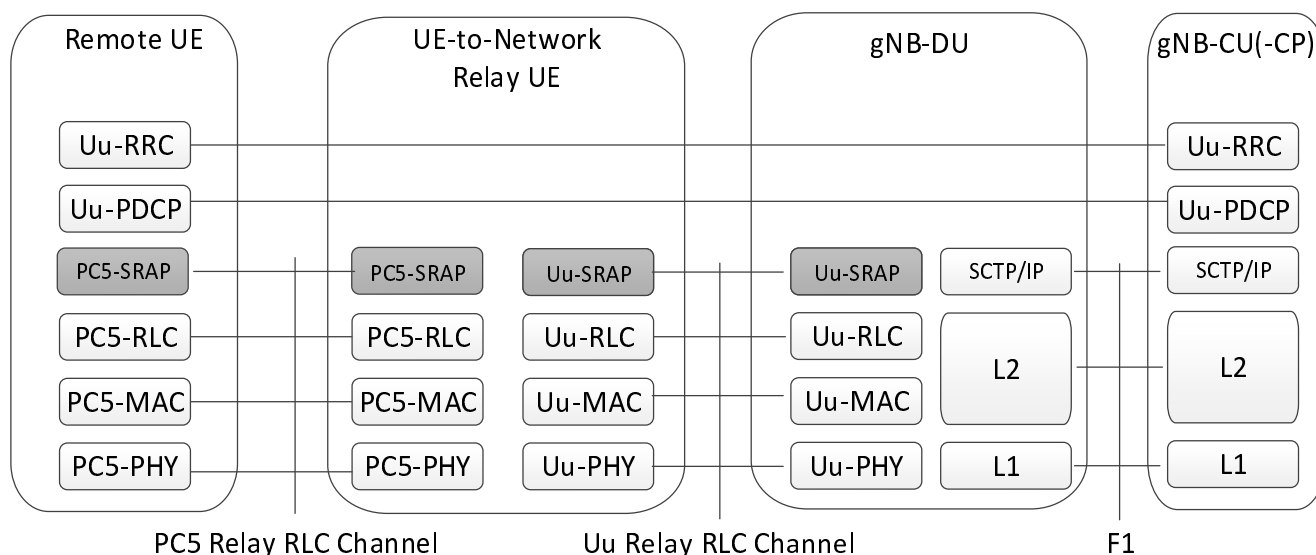 Remote UE
UE-to-Network
Relay UE
gNB-DU
gNB-CU(-CP)
Uu-RRC
Uu-RRC
Uu-PDCP
Uu-PDCP
PC5-SRAP
PC5-SRAP
Uu-SRAP
Uu-SRAP
SCTP/IP
SCTP/IP
PC5-RLC
PC5-RLC
Uu-RLC
Uu-RLC
L2
L2
PC5-MAC
PC5-MAC
Uu-MAC
Uu-MAC
PC5-PHY
PC5-PHY
Uu-PHY
Uu-PHY
L1
L1
PC5 Relay RLC Channel
Uu Relay RLC Channel
F1